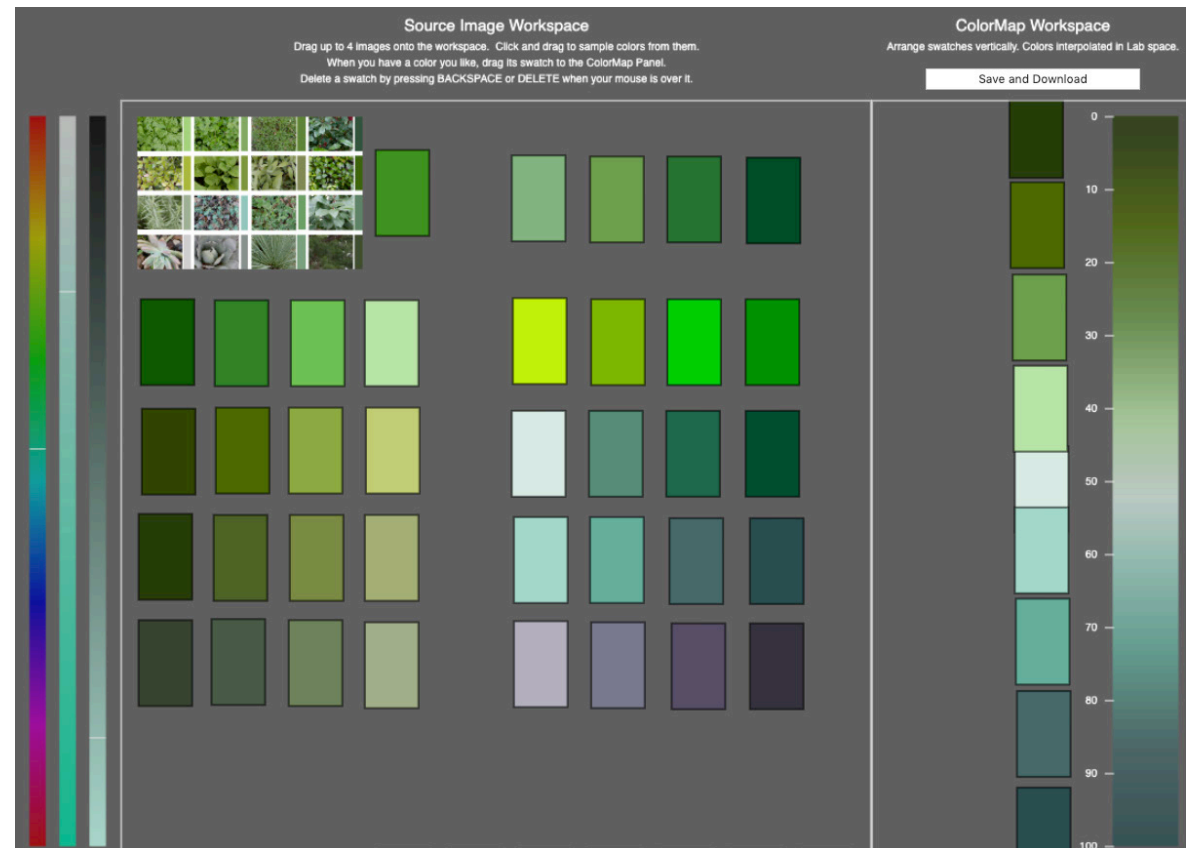 Source Image Workspace
Drag up to 4 images onto the workspace. Click and drag to sample colors from them.
When you have a color you like, drag its swatch to the ColorMap Panel.
Delete a swatch by pressing BACKSPACE or DELETE when your mouse is over it.
ColorMap Workspace
Arrange swatches vertically. Colors interpolated in Lab space.
Save and Download
0
10
20
30
40
50
60
70
80
90
100